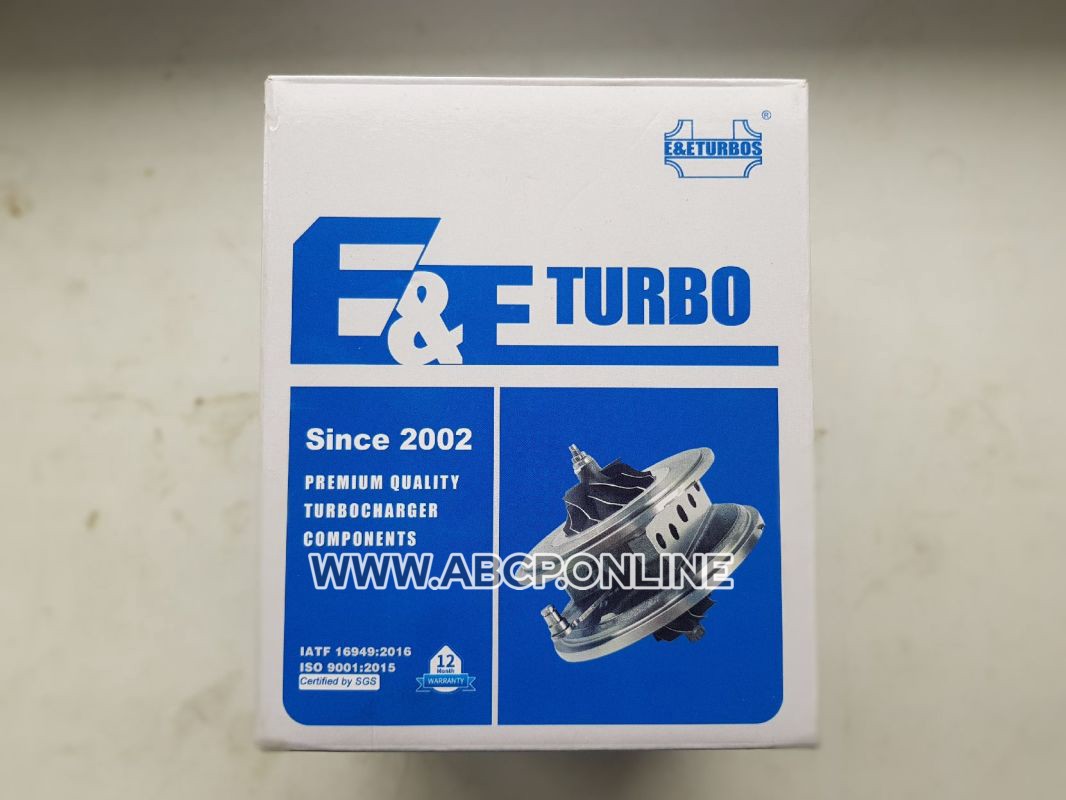 ®
E&ETURBOS
E&E TURBO
Since 2002
PREMIUM QUALITY
TURBOCHARGER
COMPONENTS
WWW.ABCP.ONLINE
IATF 16949:2016
ISO 9001:2015
Certified by SGS
12
Month
WARRANTY